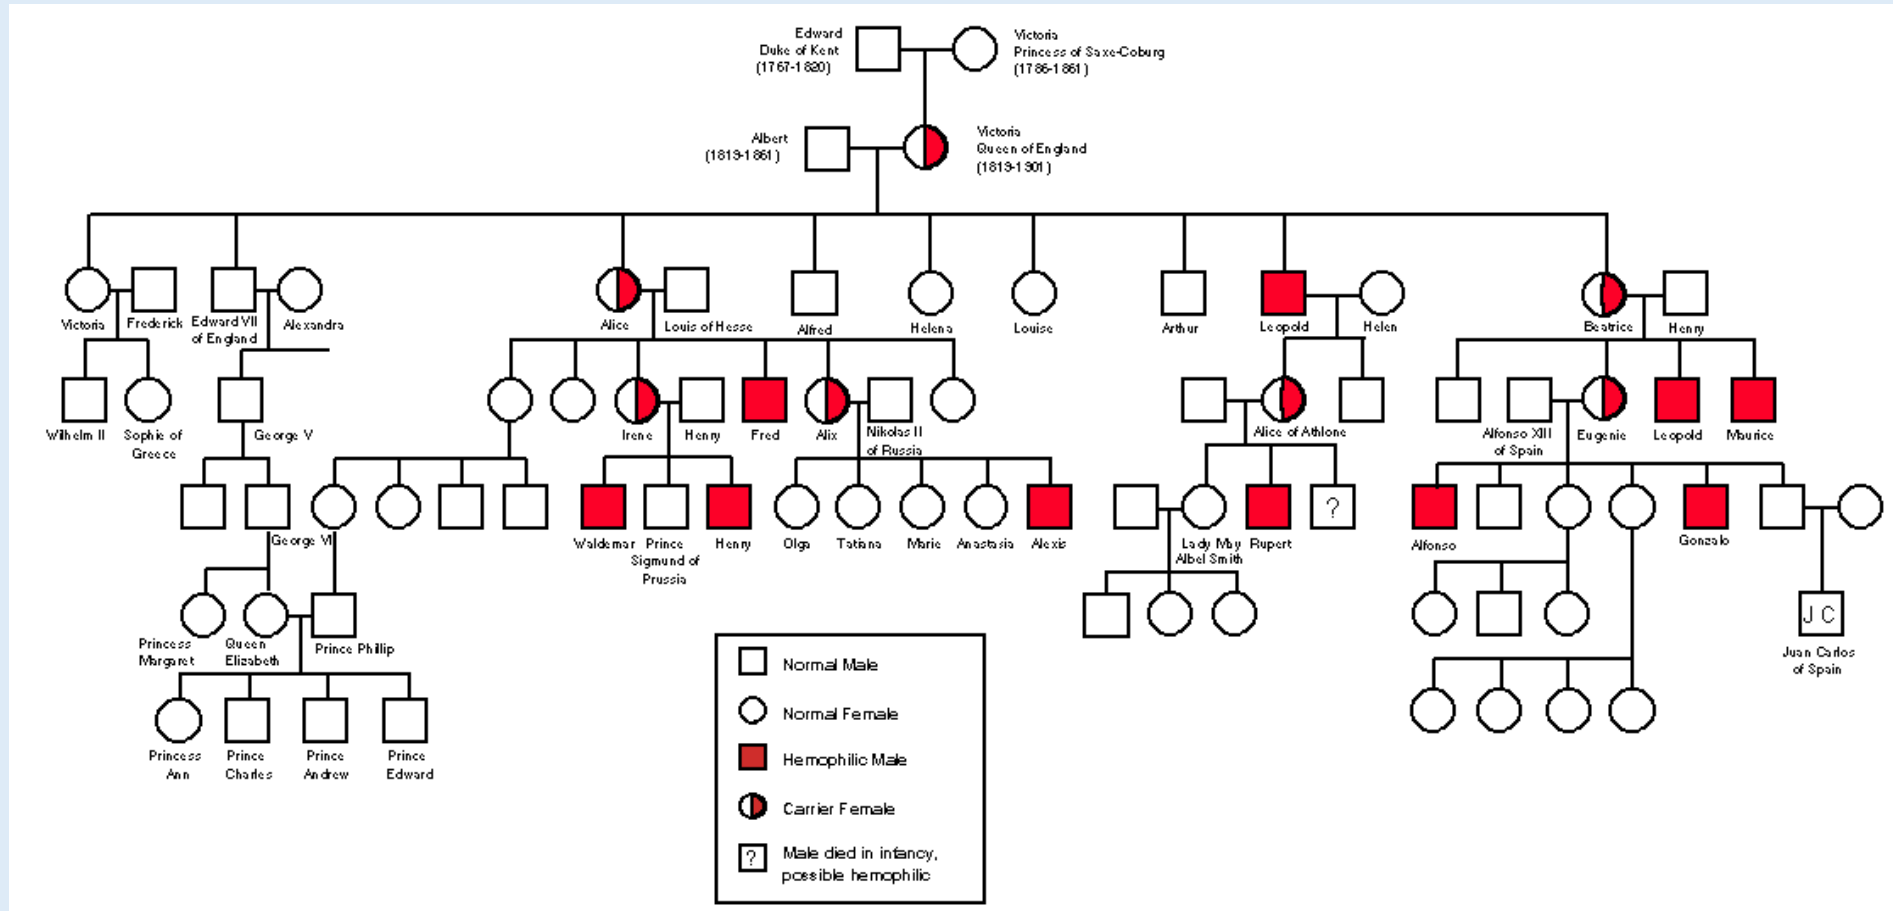 Edward
Duke of Kent
(1767-1820)
Victoria
Princess of Saxe-Coburg
(1786-1861)
Albert
(1819-1861)
Victoria
Queen of England
(1819-1901)
Victoria
Frederick
Edward VII
of England
Alexandra
Alice
Louis of Hesse
Alfred
Helena
Louise
Arthur
Leopold
Helen
Beatrice
Henry
Wilhelm II
Sophie of
Greece
George V
Irene
Henry
Fred
Alix
Nikolas II
of Russia
Alice of Athlone
Alfonso XIII
of Spain
Eugenie
Leopold
Maurice
George VI
Waldemar
Prince
Sigmund of
Prussia
Henry
Olga
Tatiana
Marie
Anastasia
Alexis
Lady May
Albel Smith
Rupert
?
Alfonso
Gonzalo
Princess
Margaret
Queen
Elizabeth
Prince Phillip
J C
Juan Carlos
of Spain
Princess
Ann
Prince
Charles
Prince
Andrew
Prince
Edward
Normal Male
Normal Female
Hemophilic Male
Carrier Female
?
Male died in infancy,
possible hemophilic